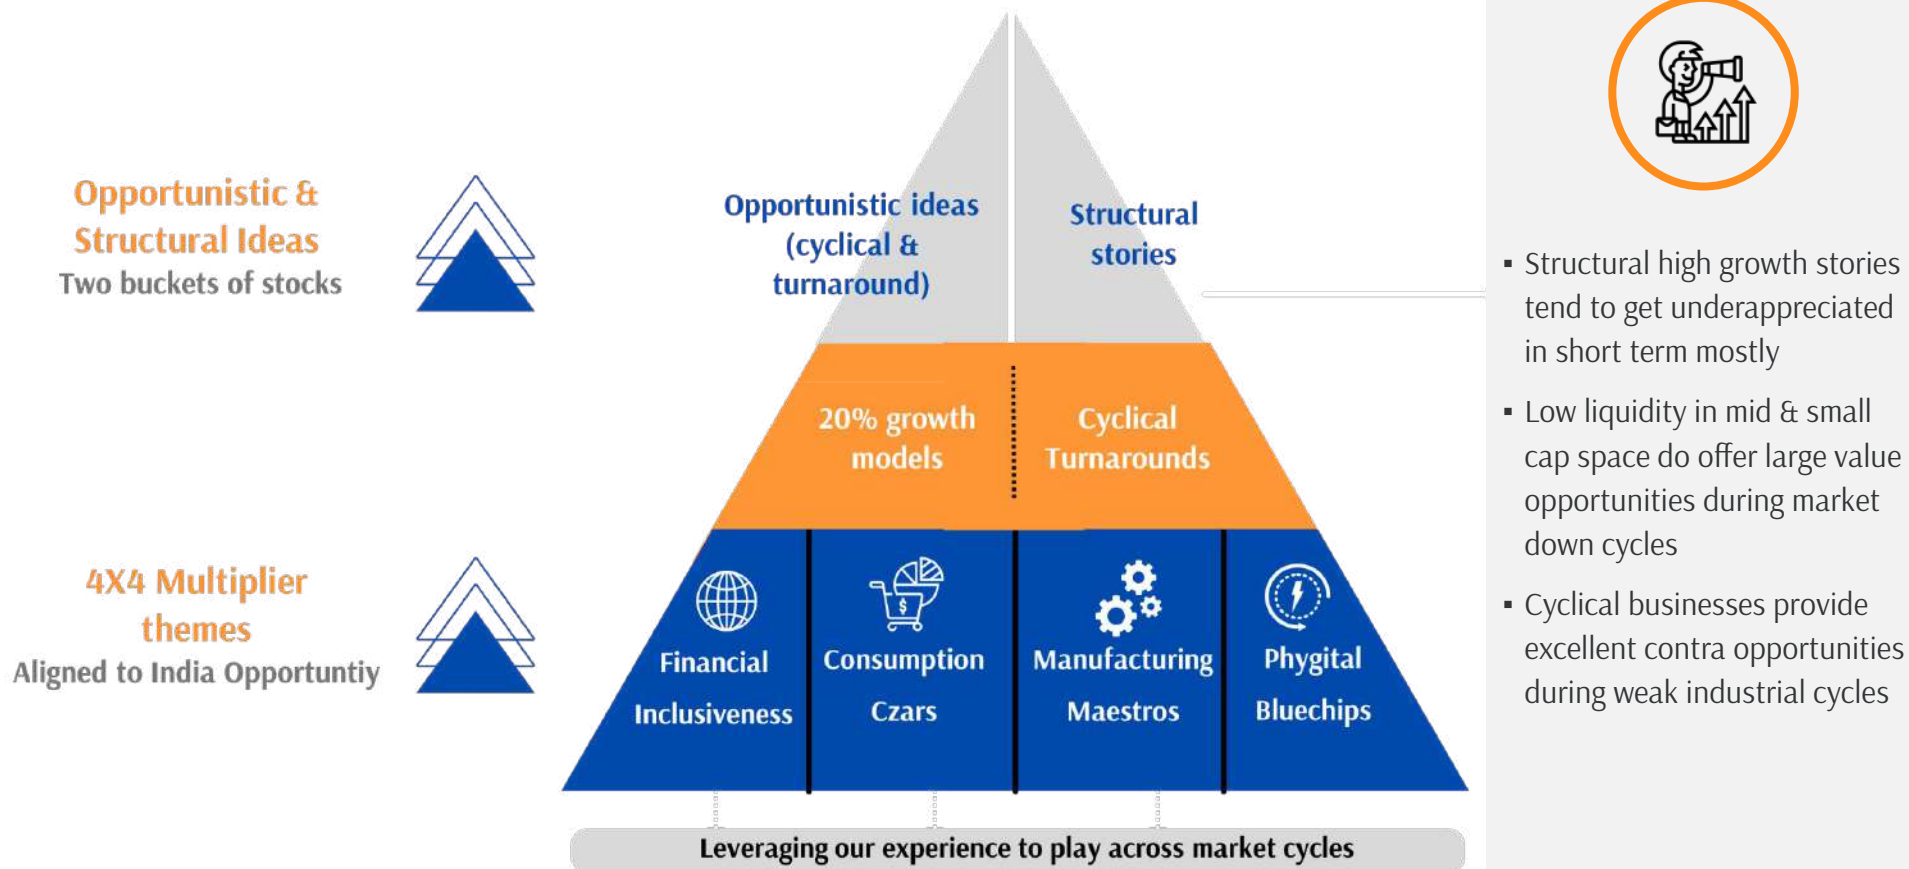 Opportunistic &
Structural Ideas
Two buckets of stocks
4X4 Multiplier
themes
Aligned to India Opportuntiy
Opportunistic ideas
(cyclical &
turnaround)
Structural
stories
20% growth
models
Cyclical
Turnarounds
Financial
Inclusiveness
$
Consumption
Czars
Manufacturing
Maestros
Phygital
Bluechips
Leveraging our experience to play across market cycles
▪ Structural high growth stories
tend to get underappreciated
in short term mostly
▪ Low liquidity in mid & small
cap space do offer large value
opportunities during market
down cycles
▪ Cyclical businesses provide
excellent contra opportunities
during weak industrial cycles